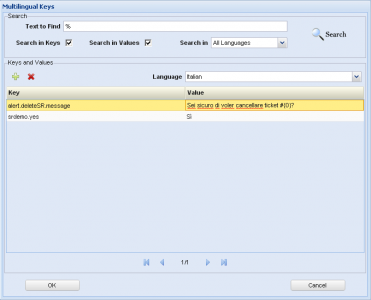 Multilingual Keys
Search
Text to Find %
Search in Keys Search in Values Search in All Languages Search
Keys and Values
Language Italian
Key Value
alert.deleteSR.message Sei sicuro di voler cancellare ticket #{0}?
srdemo.yes Sì
1/1
OK Cancel